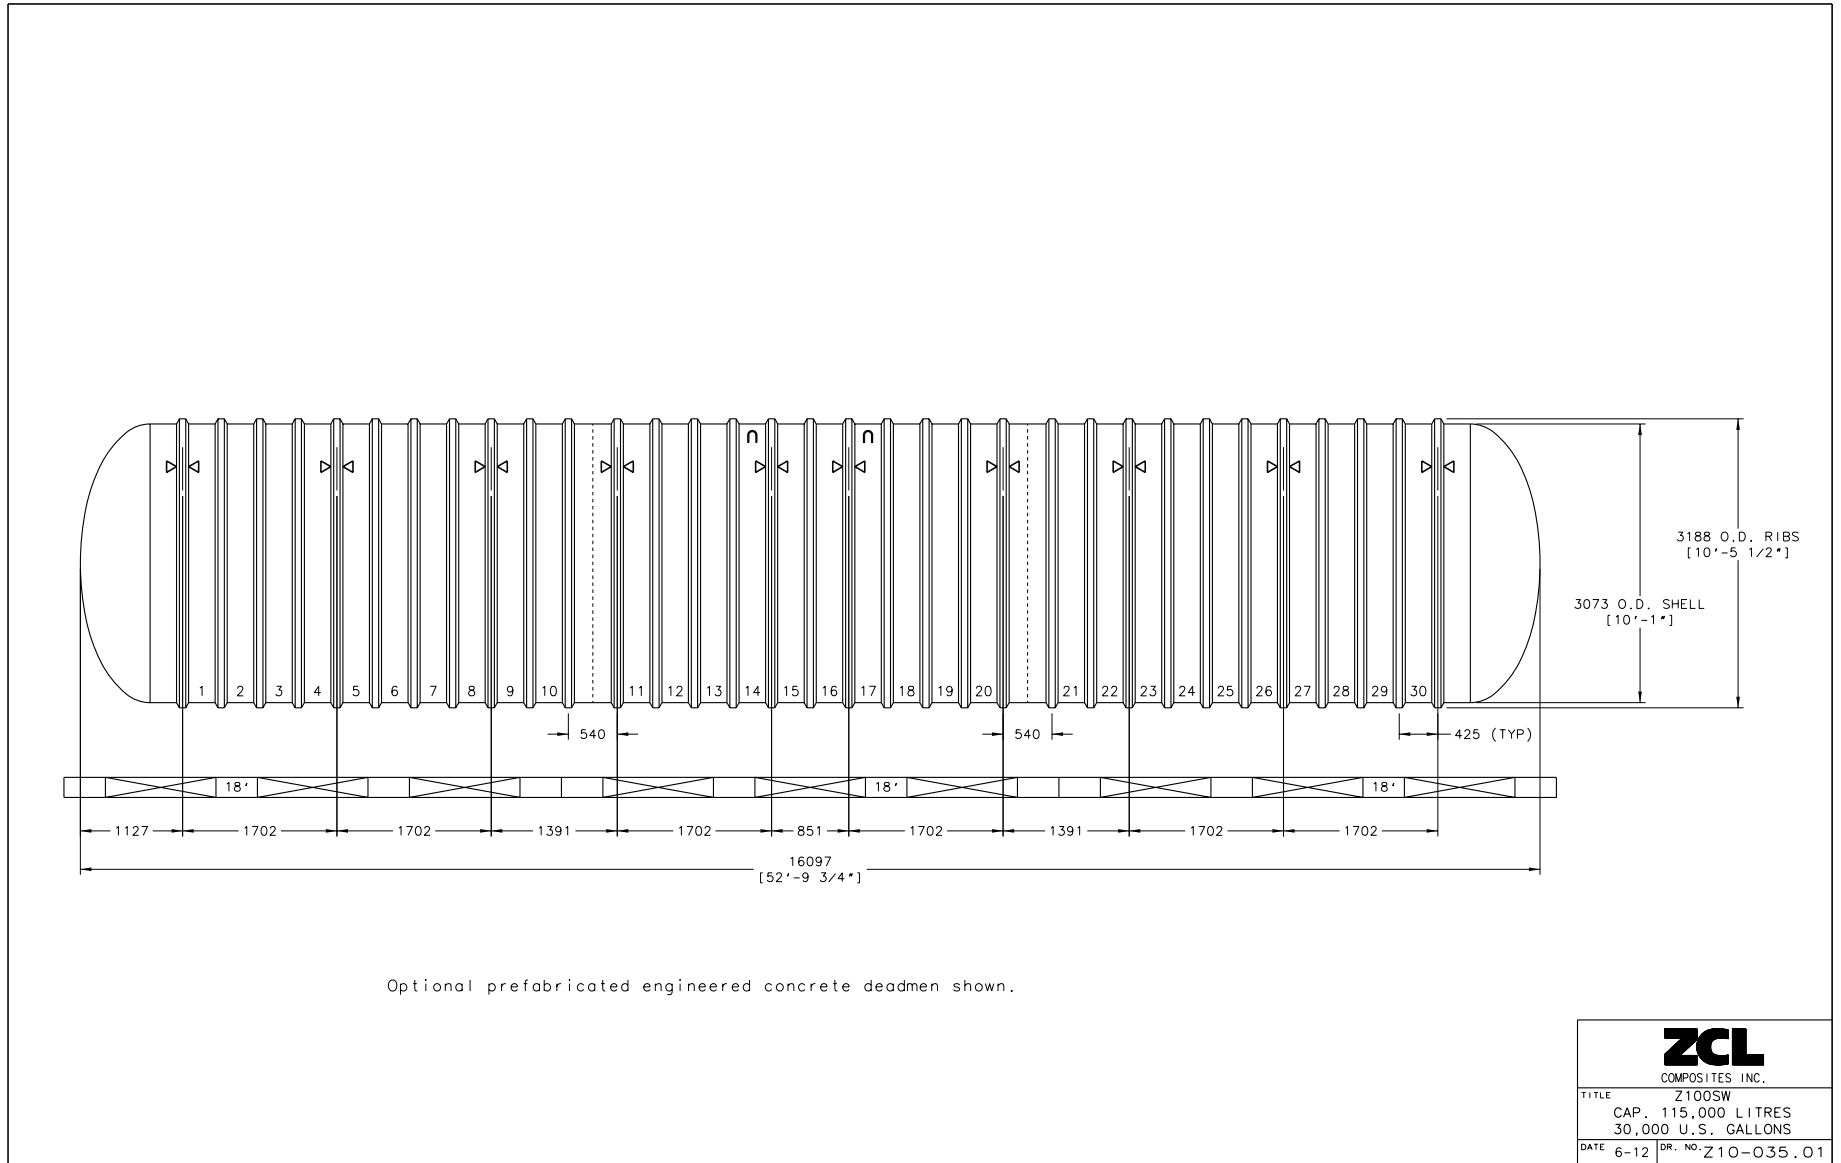 3188 O.D. RIBS
[10'-5 1/2"]
3073 O.D. SHELL
[10'-1"]
1 2 3 4 5 6 7 8 9 10 11 12 13 14 15 16 17 18 19 20 21 22 23 24 25 26 27 28 29 30
540 540 425 (TYP)
18' 18' 18'
1127 1702 1702 1391 1702 851 1702 1391 1702 1702
16097
[52'-9 3/4"]
Optional prefabricated engineered concrete deadmen shown.
ZCL
COMPOSITES INC.
TITLE Z100SW
CAP. 115,000 LITRES
30,000 U.S. GALLONS
DATE 6-12 DR. NO. Z10-035.01